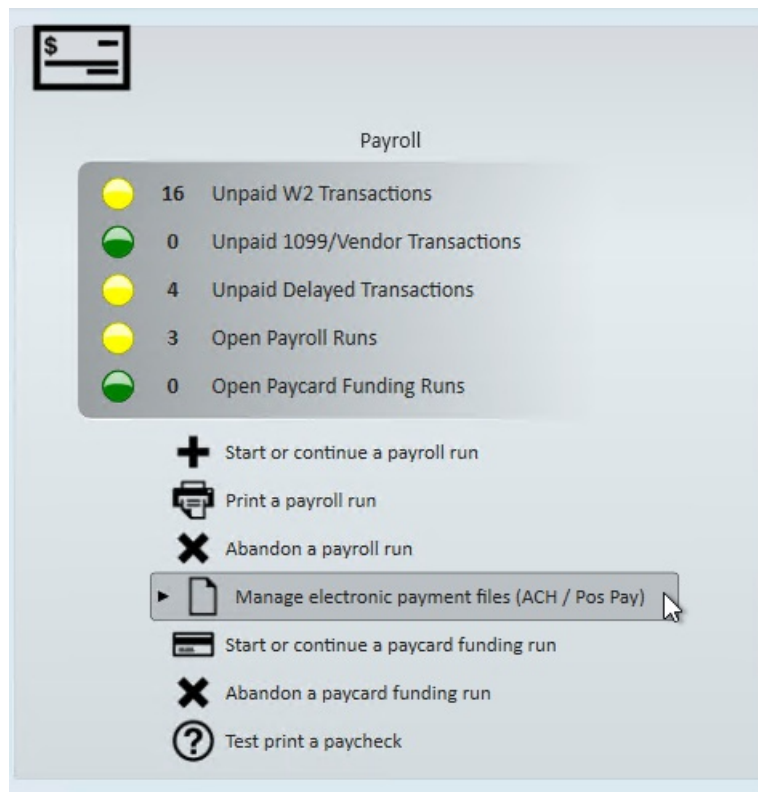 $
Payroll
16 Unpaid W2 Transactions
0 Unpaid 1099/Vendor Transactions
4 Unpaid Delayed Transactions
3 Open Payroll Runs
0 Open Paycard Funding Runs
Start or continue a payroll run
Print a payroll run
Abandon a payroll run
Manage electronic payment files (ACH / Pos Pay)
Start or continue a paycard funding run
Abandon a paycard funding run
? Test print a paycheck